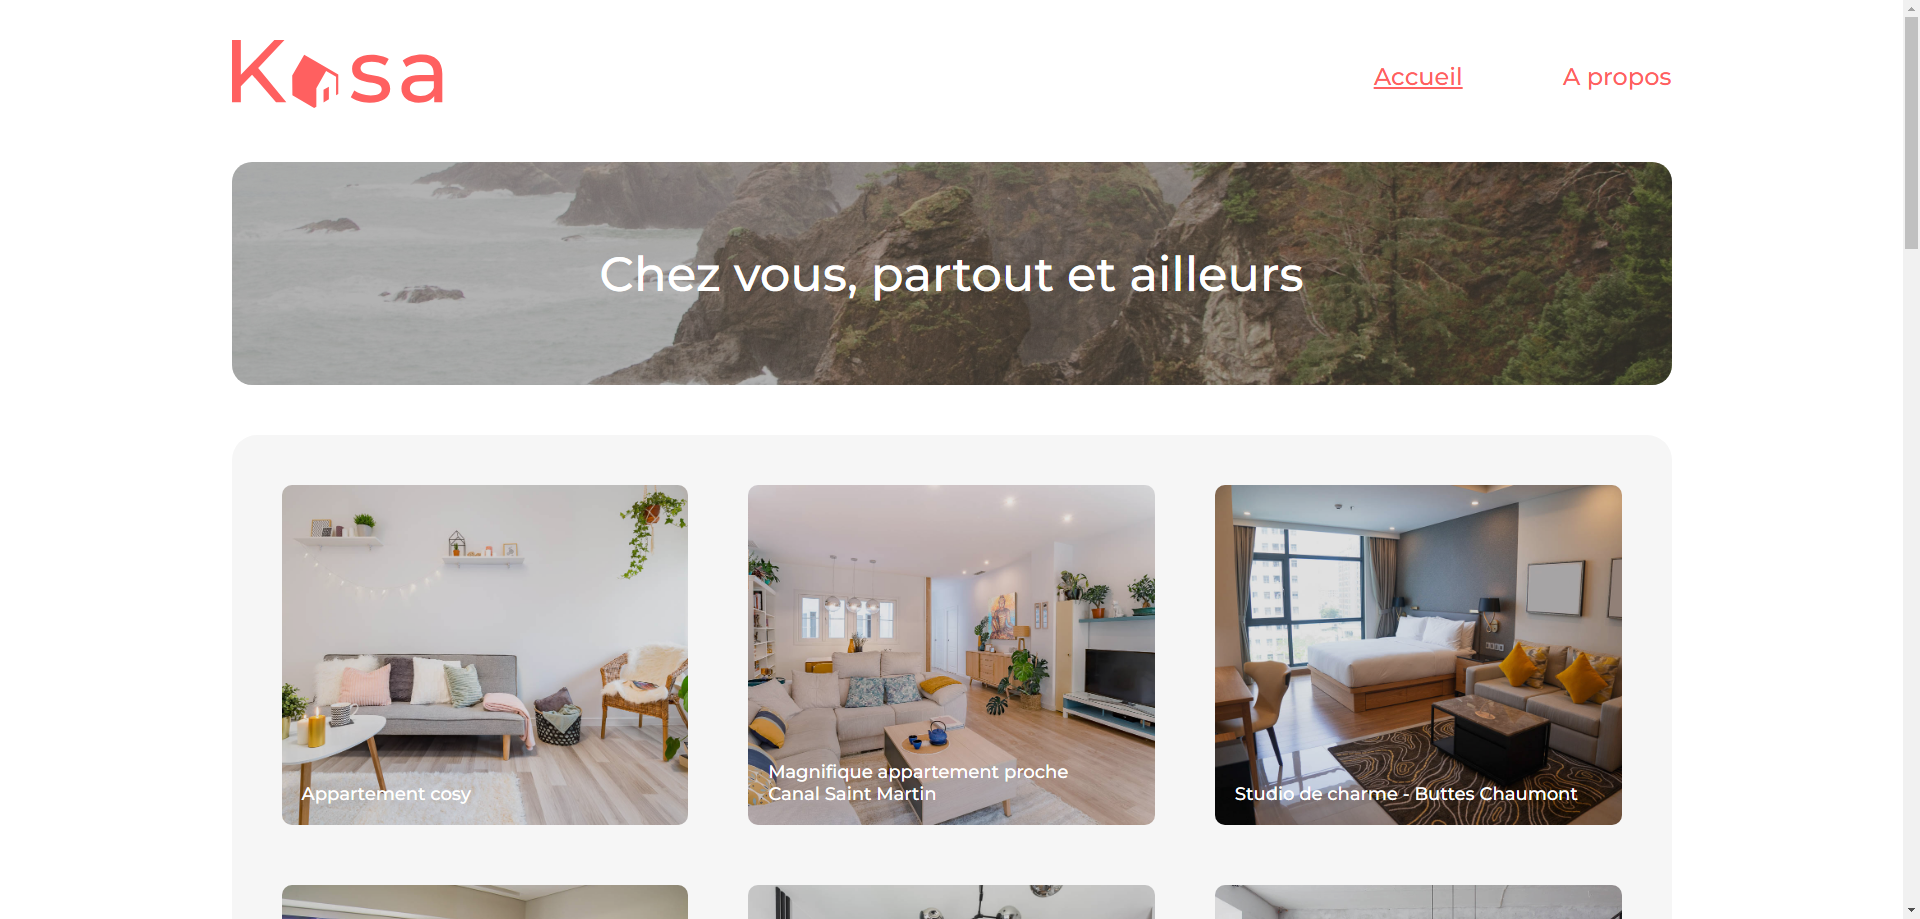 Kasa
Accueil
A propos
Chez vous, partout et ailleurs
Appartement cosy
Magnifique appartement proche
Canal Saint Martin
Studio de charme - Buttes Chaumont